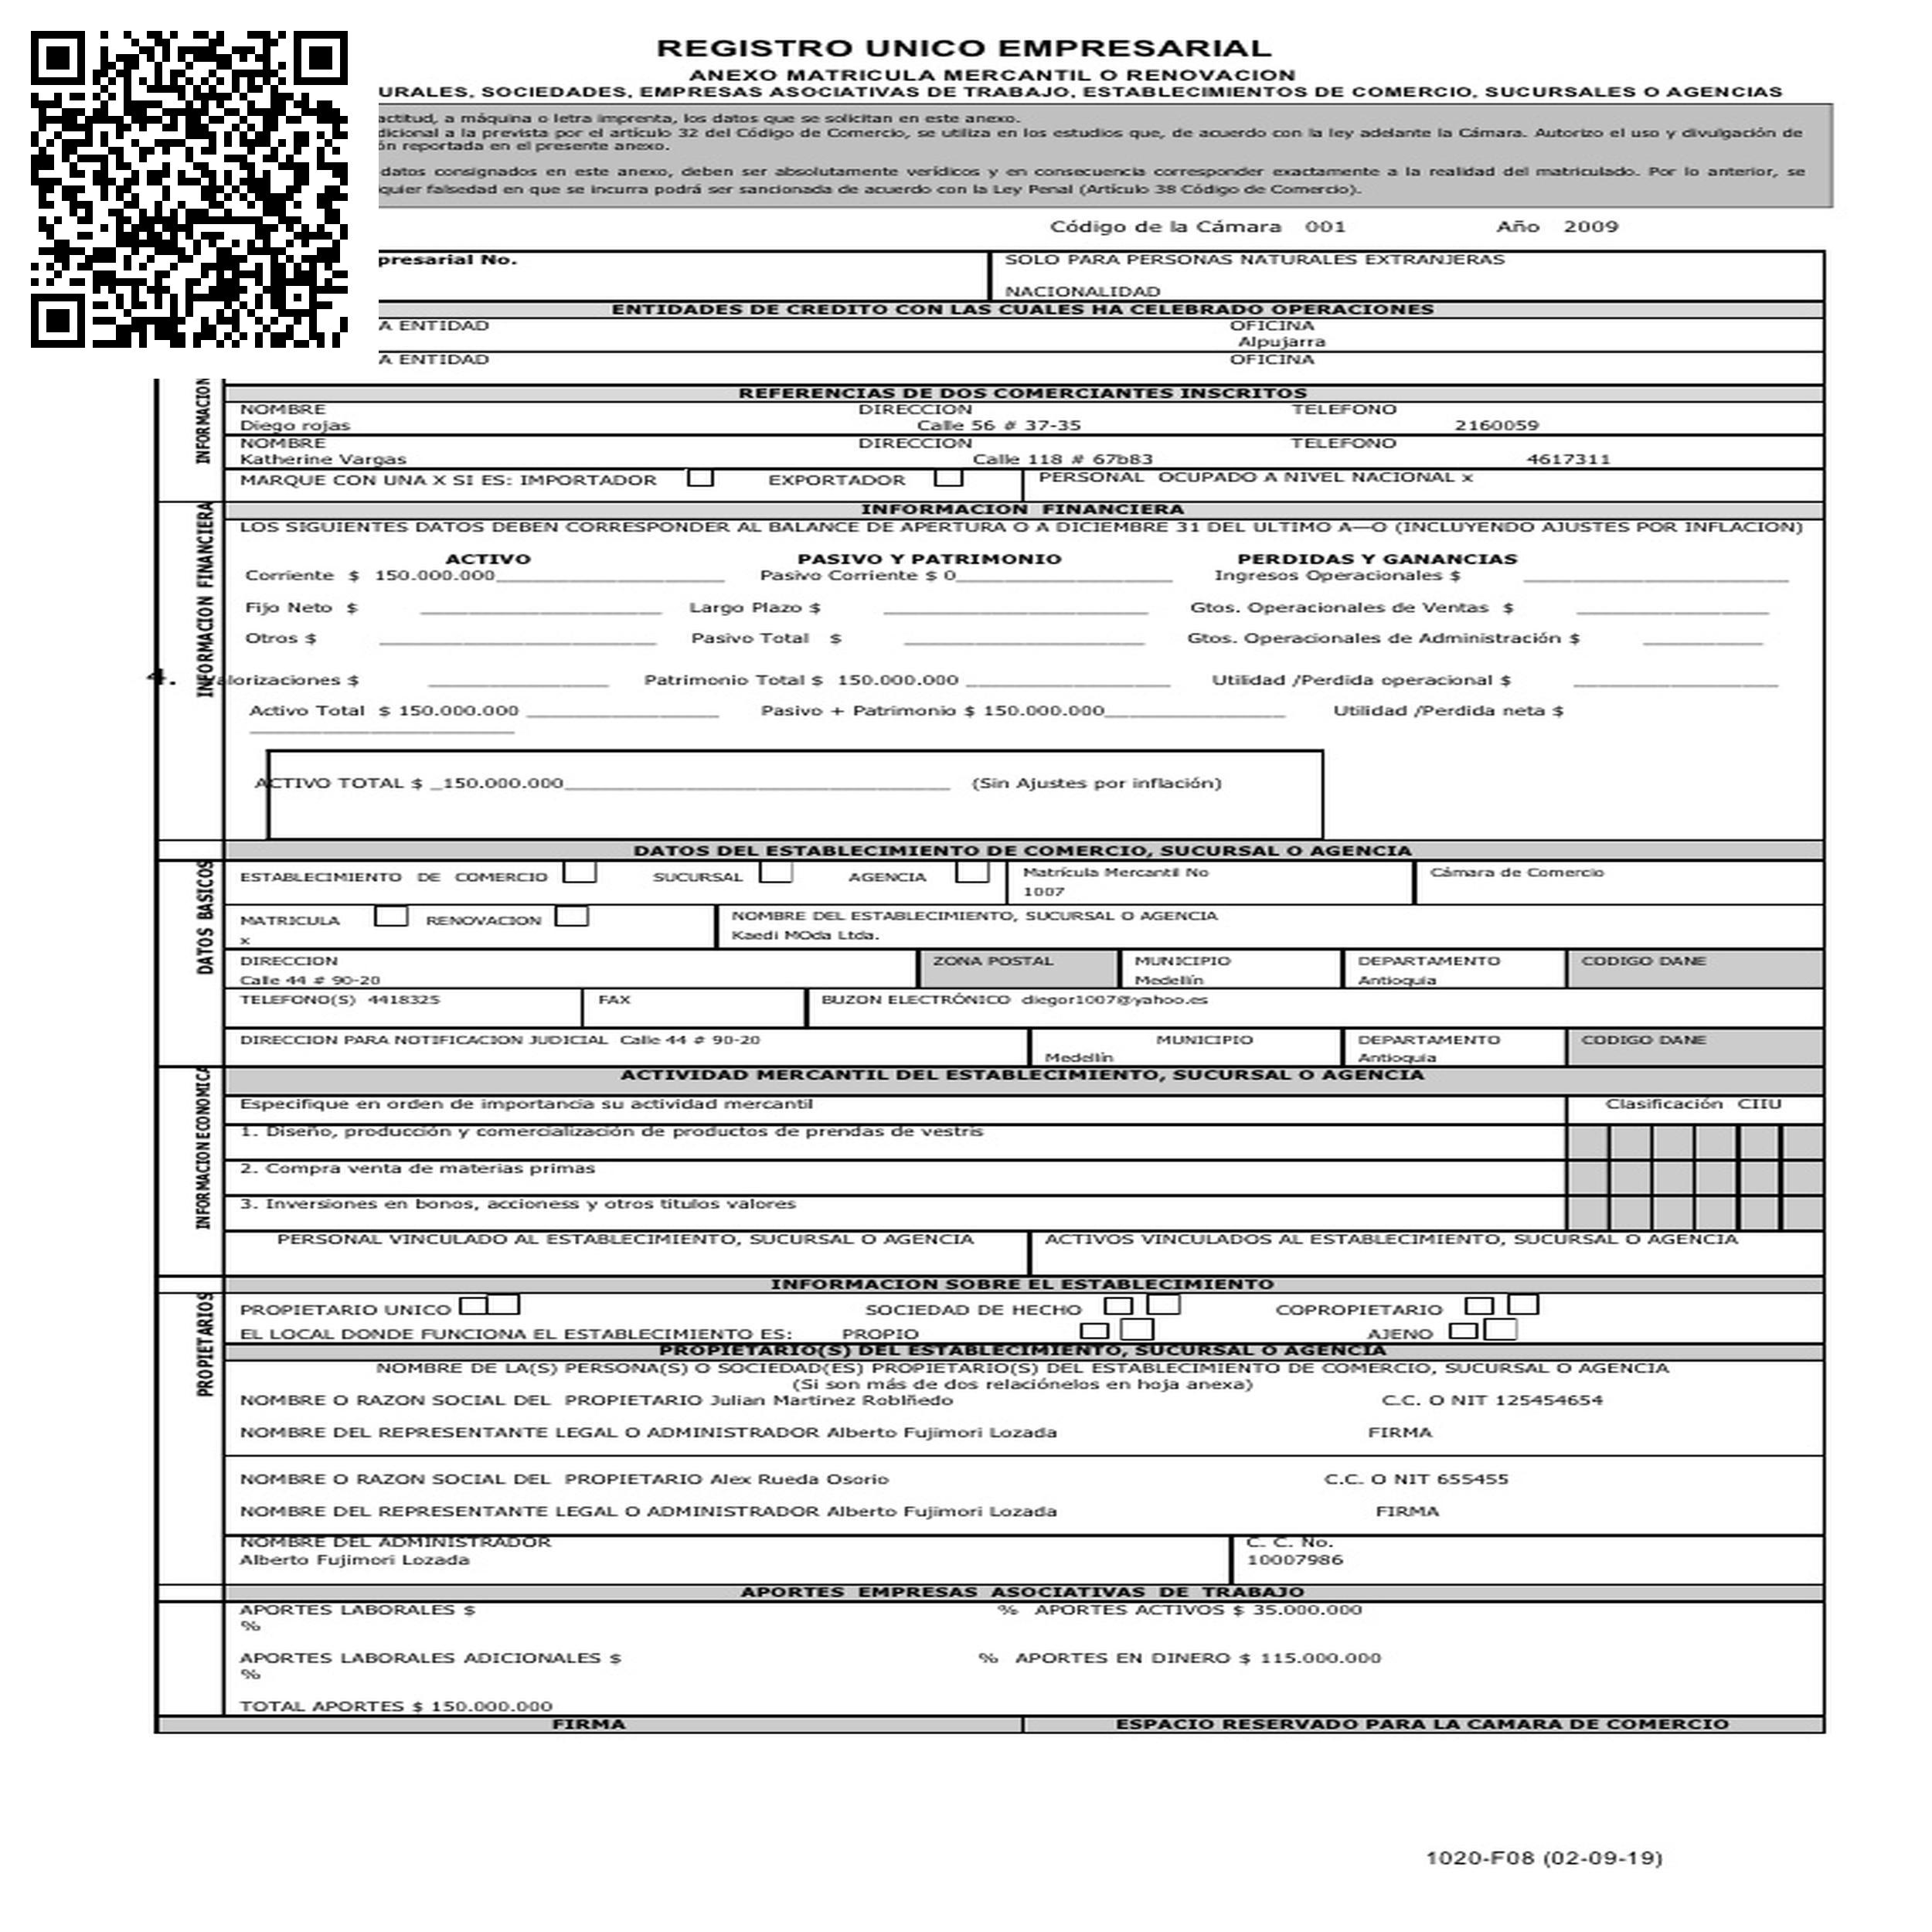 REGISTRO UNICO EMPRESARIAL
ANEXO MATRICULA MERCANTIL O RENOVACION
URALES, SOCIEDADES, EMPRESAS ASOCIATIVAS DE TRABAJO, ESTABLECIMIENTOS DE COMERCIO, SUCURSALES O AGENCIAS
actitud, a máquina o letra imprenta, los datos que se solicitan en este anexo.
dicional a la prevista por el artículo 32 del Código de Comercio, se utiliza en los estudios que, de acuerdo con la ley adelante la Cámara. Autorizo el uso y divulgación de
ón reportada en el presente anexo.
datos consignados en este anexo, deben ser absolutamente verídicos y en consecuencia corresponder exactamente a la realidad del matriculado. Por lo anterior, se
quier falsedad en que se incurra podrá ser sancionada de acuerdo con la Ley Penal (Artículo 38 Código de Comercio).
Código de la Cámara 001 Año 2009
presarial No. SOLO PARA PERSONAS NATURALES EXTRANJERAS
NACIONALIDAD
ENTIDADES DE CREDITO CON LAS CUALES HA CELEBRADO OPERACIONES
A ENTIDAD OFICINA
Alpujarra
A ENTIDAD OFICINA
INFORMACION
REFERENCIAS DE DOS COMERCIANTES INSCRITOS
NOMBRE DIRECCION TELEFONO
Diego rojas Calle 56 # 37-35 2160059
NOMBRE DIRECCION TELEFONO
Katherine Vargas Calle 118 # 67b83 4617311
MARQUE CON UNA X SI ES: IMPORTADOR EXPORTADOR PERSONAL OCUPADO A NIVEL NACIONAL x
INFORMACION FINANCIERA
INFORMACION FINANCIERA
LOS SIGUIENTES DATOS DEBEN CORRESPONDER AL BALANCE DE APERTURA O A DICIEMBRE 31 DEL ULTIMO A—O (INCLUYENDO AJUSTES POR INFLACION)
ACTIVO PASIVO Y PATRIMONIO PERDIDAS Y GANANCIAS
Corriente $ 150.000.000 Pasivo Corriente $ 0 Ingresos Operacionales $
Fijo Neto $ Largo Plazo $ Gtos. Operacionales de Ventas $
Otros $ Pasivo Total $ Gtos. Operacionales de Administración $
4. Valorizaciones $ Patrimonio Total $ 150.000.000 Utilidad /Perdida operacional $
Activo Total $ 150.000.000 Pasivo + Patrimonio $ 150.000.000 Utilidad /Perdida neta $
ACTIVO TOTAL $ _150.000.000 (Sin Ajustes por inflación)
DATOS DEL ESTABLECIMIENTO DE COMERCIO, SUCURSAL O AGENCIA
DATOS BASICOS
ESTABLECIMIENTO DE COMERCIO SUCURSAL AGENCIA Matrícula Mercantil No Cámara de Comercio
1007
MATRICULA RENOVACION NOMBRE DEL ESTABLECIMIENTO, SUCURSAL O AGENCIA
x Kaedi MOda Ltda.
DIRECCION ZONA POSTAL MUNICIPIO DEPARTAMENTO CODIGO DANE
Calle 44 # 90-20 Medellín Antioquia
TELEFONO(S) 4418325 FAX BUZON ELECTRÓNICO diegor1007@yahoo.es
DIRECCION PARA NOTIFICACION JUDICIAL Calle 44 # 90-20 MUNICIPIO DEPARTAMENTO CODIGO DANE
Medellín Antioquia
INFORMACION ECONOMICA
ACTIVIDAD MERCANTIL DEL ESTABLECIMIENTO, SUCURSAL O AGENCIA
Especifique en orden de importancia su actividad mercantil Clasificación CIIU
1. Diseño, producción y comercialización de productos de prendas de vestris
2. Compra venta de materias primas
3. Inversiones en bonos, accioness y otros titulos valores
PERSONAL VINCULADO AL ESTABLECIMIENTO, SUCURSAL O AGENCIA ACTIVOS VINCULADOS AL ESTABLECIMIENTO, SUCURSAL O AGENCIA
INFORMACION SOBRE EL ESTABLECIMIENTO
PROPIETARIOS
PROPIETARIO UNICO SOCIEDAD DE HECHO COPROPIETARIO
EL LOCAL DONDE FUNCIONA EL ESTABLECIMIENTO ES: PROPIO AJENO
PROPIETARIO(S) DEL ESTABLECIMIENTO, SUCURSAL O AGENCIA
NOMBRE DE LA(S) PERSONA(S) O SOCIEDAD(ES) PROPIETARIO(S) DEL ESTABLECIMIENTO DE COMERCIO, SUCURSAL O AGENCIA
(Si son más de dos relaciónelos en hoja anexa)
NOMBRE O RAZON SOCIAL DEL PROPIETARIO Julian Martinez Roblñedo C.C. O NIT 125454654
NOMBRE DEL REPRESENTANTE LEGAL O ADMINISTRADOR Alberto Fujimori Lozada FIRMA
NOMBRE O RAZON SOCIAL DEL PROPIETARIO Alex Rueda Osorio C.C. O NIT 655455
NOMBRE DEL REPRESENTANTE LEGAL O ADMINISTRADOR Alberto Fujimori Lozada FIRMA
NOMBRE DEL ADMINISTRADOR C. C. No.
Alberto Fujimori Lozada 10007986
APORTES EMPRESAS ASOCIATIVAS DE TRABAJO
APORTES LABORALES $ % APORTES ACTIVOS $ 35.000.000
%
APORTES LABORALES ADICIONALES $ % APORTES EN DINERO $ 115.000.000
%
TOTAL APORTES $ 150.000.000
FIRMA ESPACIO RESERVADO PARA LA CAMARA DE COMERCIO
1020-F08 (02-09-19)